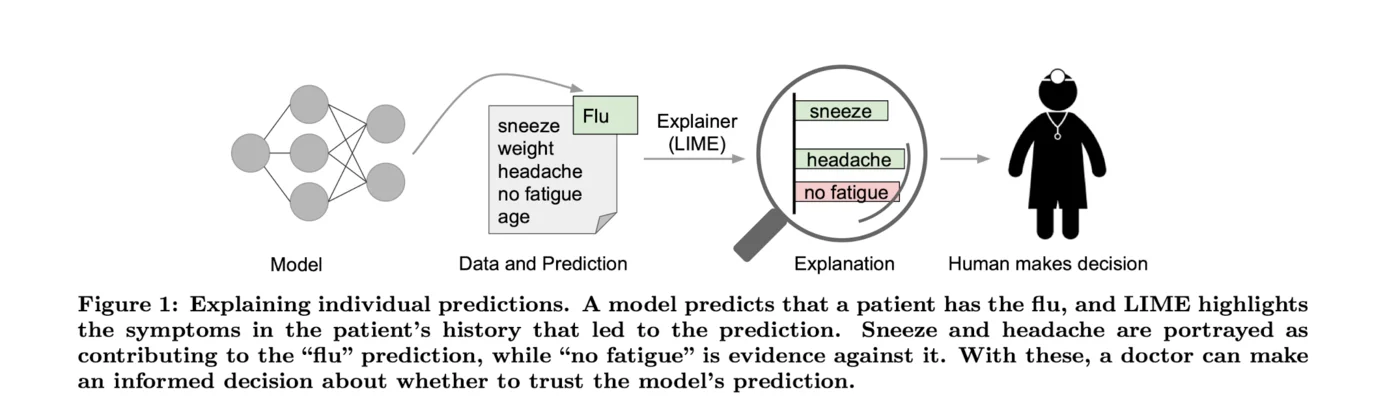 Flu
sneeze
weight
headache
no fatigue
age
Explainer
(LIME)
sneeze
headache
no fatigue
Model
Data and Prediction
Explanation
Human makes decision
Figure 1: Explaining individual predictions. A model predicts that a patient has the flu, and LIME highlights
the symptoms in the patient's history that led to the prediction. Sneeze and headache are portrayed as
contributing to the “flu” prediction, while “no fatigue” is evidence against it. With these, a doctor can make
an informed decision about whether to trust the model's prediction.